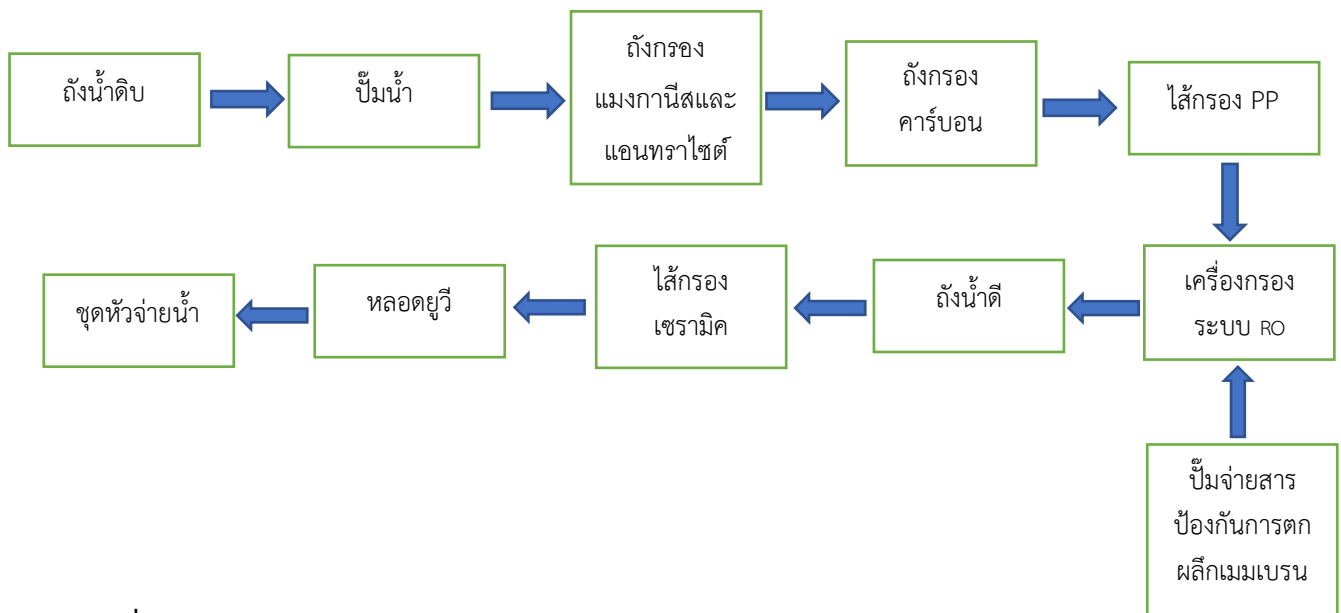 ถังน้ำดิบ
ปั๊มน้ำ
ถังกรอง
แมงกานีสและ
แอนทราไซต์
ถังกรอง
คาร์บอน
ไส้กรอง PP
เครื่องกรอง
ระบบ RO
ถังน้ำดี
ไส้กรอง
เซรามิค
หลอดยูวี
ชุดหัวจ่ายน้ำ
ปั๊มจ่ายสาร
ป้องกันการตก
ผลึกเมมเบรน